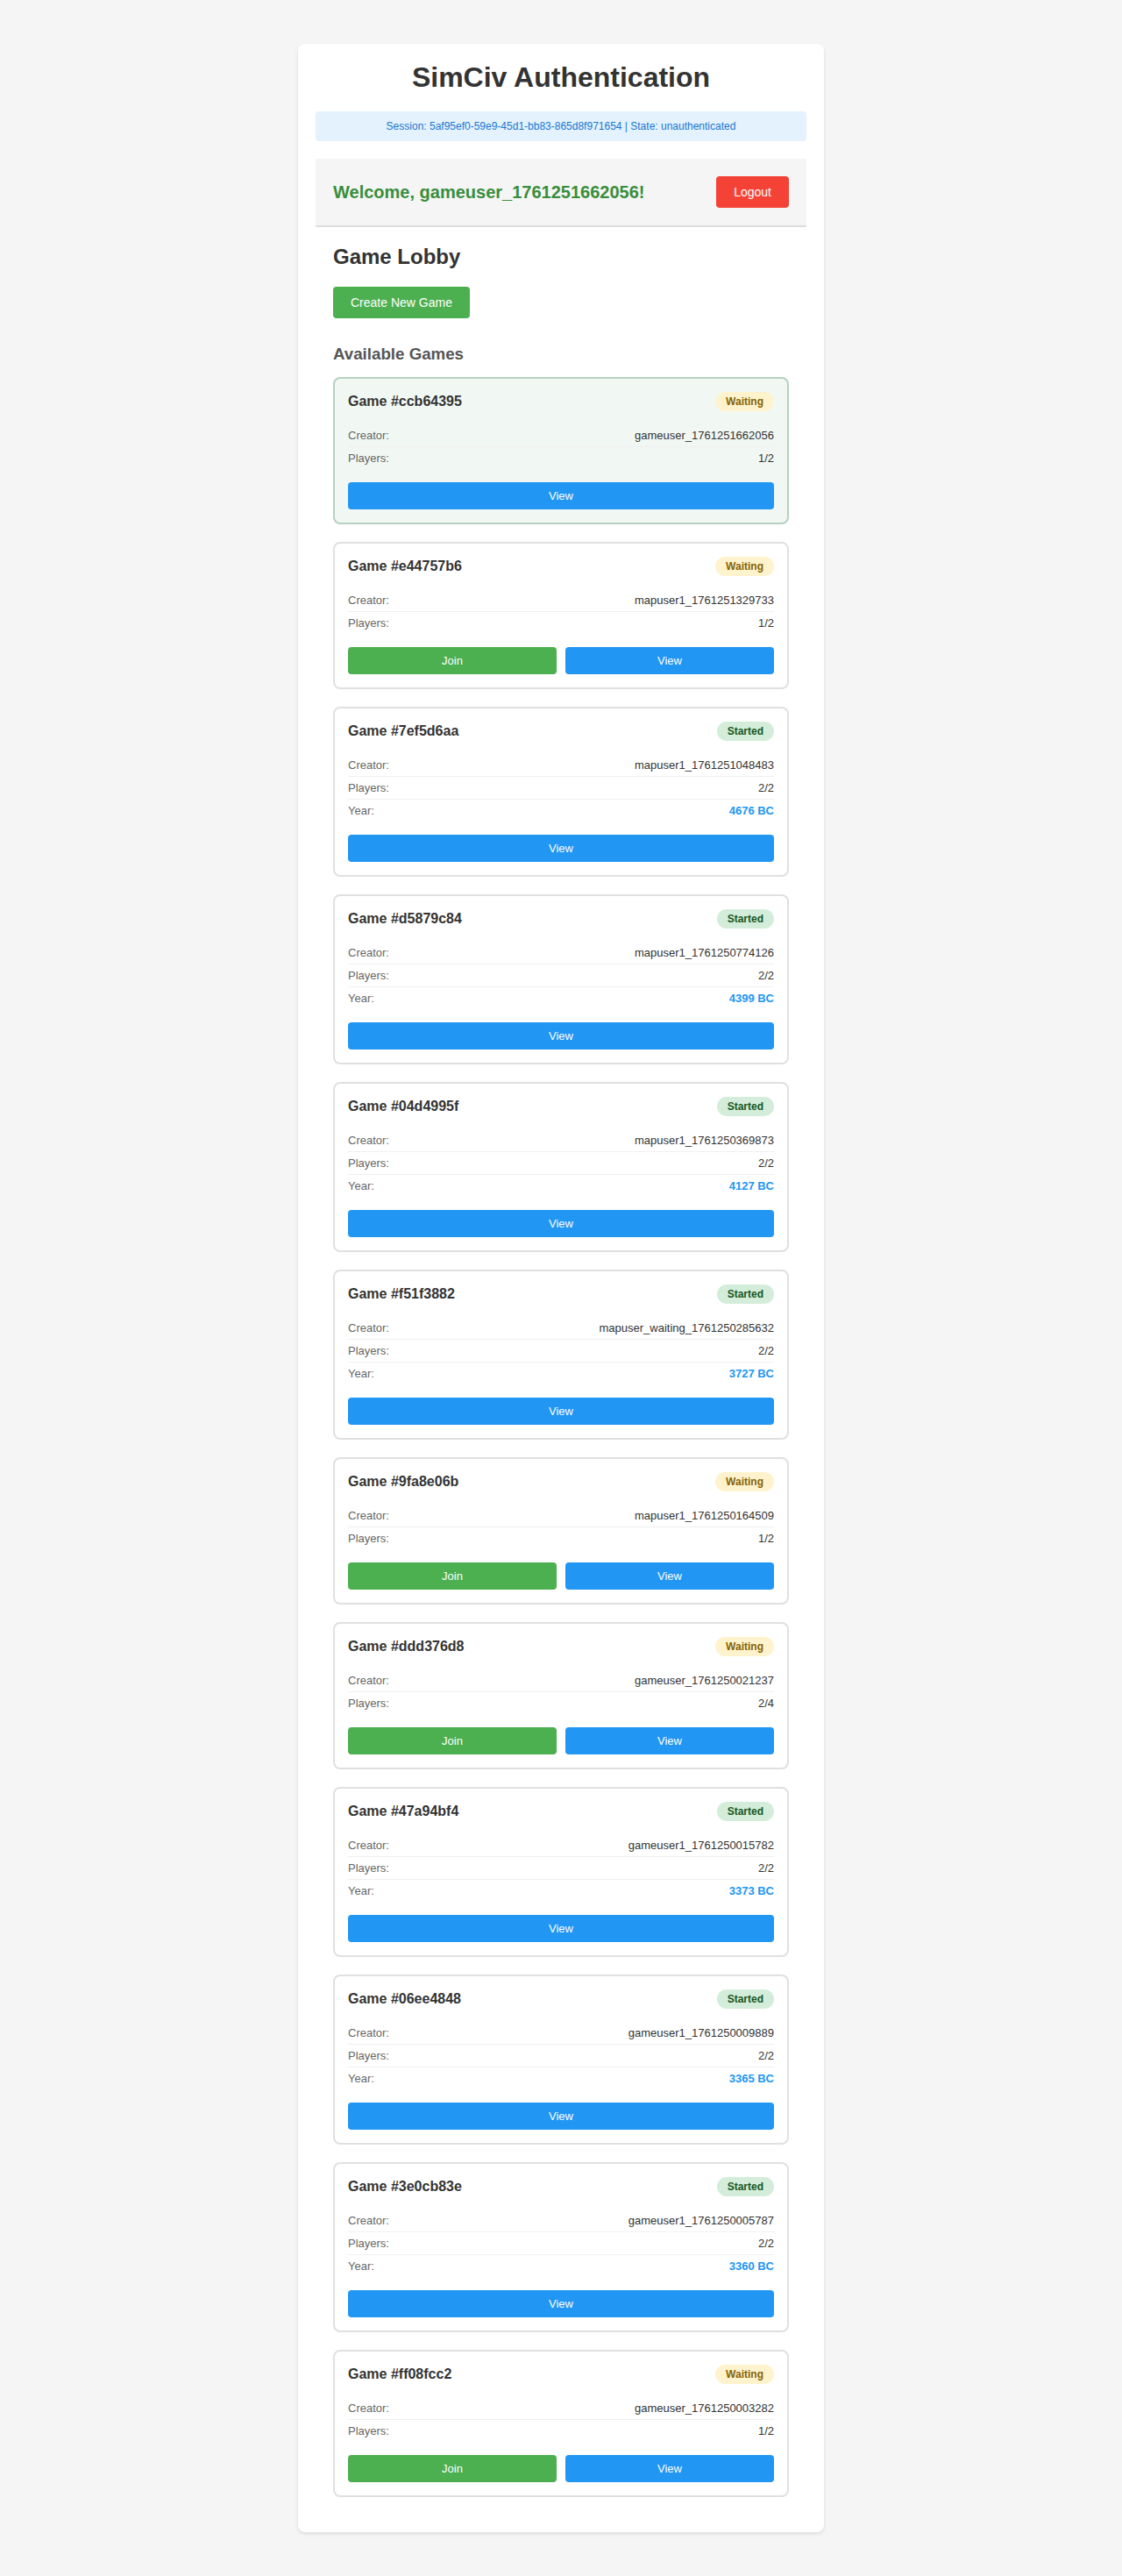 SimCiv Authentication
Session: 5af95ef0-59e9-45d1-bb83-865d8f971654 | State: unauthenticated
Welcome, gameuser_1761251662056! Logout
Game Lobby
Create New Game
Available Games
Game #ccb64395 Waiting
Creator: gameuser_1761251662056
Players: 1/2
View
Game #e44757b6 Waiting
Creator: mapuser1_1761251329733
Players: 1/2
Join View
Game #7ef5d6aa Started
Creator: mapuser1_1761251048483
Players: 2/2
Year: 4676 BC
View
Game #d5879c84 Started
Creator: mapuser1_1761250774126
Players: 2/2
Year: 4399 BC
View
Game #04d4995f Started
Creator: mapuser1_1761250369873
Players: 2/2
Year: 4127 BC
View
Game #f51f3882 Started
Creator: mapuser_waiting_1761250285632
Players: 2/2
Year: 3727 BC
View
Game #9fa8e06b Waiting
Creator: mapuser1_1761250164509
Players: 1/2
Join View
Game #ddd376d8 Waiting
Creator: gameuser_1761250021237
Players: 2/4
Join View
Game #47a94bf4 Started
Creator: gameuser1_1761250015782
Players: 2/2
Year: 3373 BC
View
Game #06ee4848 Started
Creator: gameuser1_1761250009889
Players: 2/2
Year: 3365 BC
View
Game #3e0cb83e Started
Creator: gameuser1_1761250005787
Players: 2/2
Year: 3360 BC
View
Game #ff08fcc2 Waiting
Creator: gameuser_1761250003282
Players: 1/2
Join View